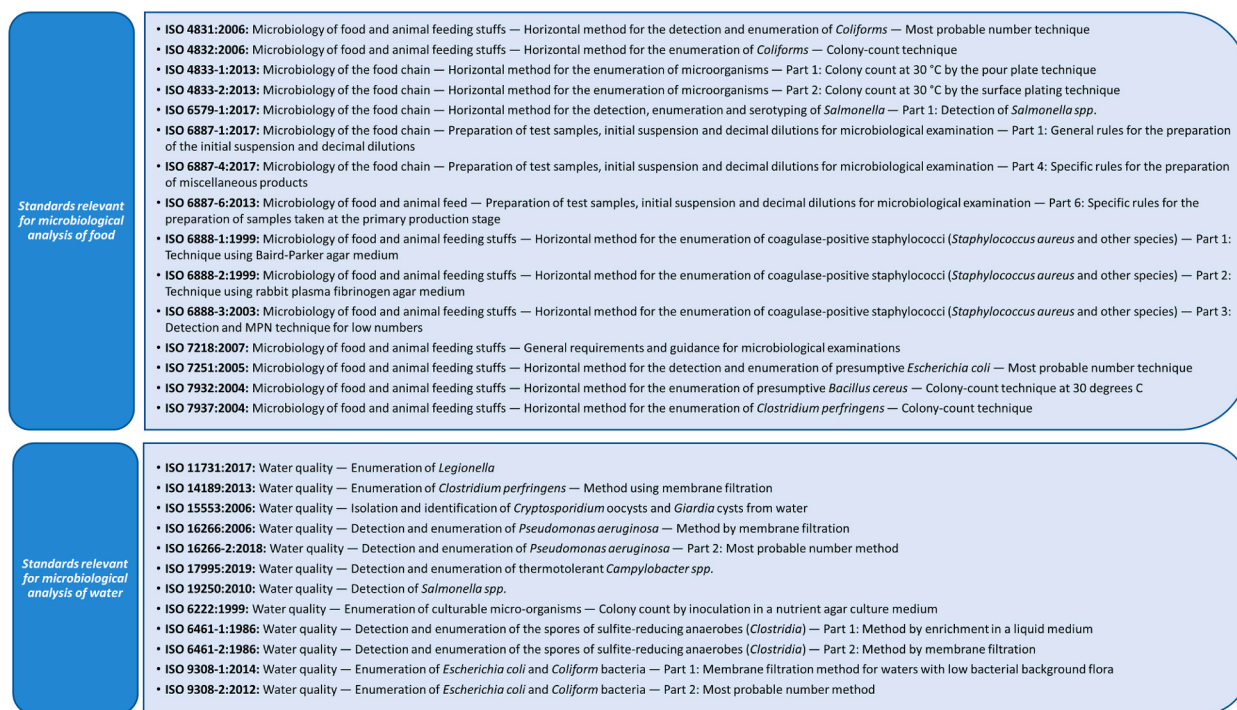 Standards relevant
for microbiological
analysis of food
• ISO 4831:2006: Microbiology of food and animal feeding stuffs — Horizontal method for the detection and enumeration of Coliforms — Most probable number technique
• ISO 4832:2006: Microbiology of food and animal feeding stuffs — Horizontal method for the enumeration of Coliforms — Colony-count technique
• ISO 4833-1:2013: Microbiology of the food chain — Horizontal method for the enumeration of microorganisms — Part 1: Colony count at 30 °C by the pour plate technique
• ISO 4833-2:2013: Microbiology of the food chain — Horizontal method for the enumeration of microorganisms — Part 2: Colony count at 30 °C by the surface plating technique
• ISO 6579-1:2017: Microbiology of the food chain — Horizontal method for the detection, enumeration and serotyping of Salmonella — Part 1: Detection of Salmonella spp.
• ISO 6887-1:2017: Microbiology of the food chain — Preparation of test samples, initial suspension and decimal dilutions for microbiological examination — Part 1: General rules for the preparation
of the initial suspension and decimal dilutions
• ISO 6887-4:2017: Microbiology of the food chain — Preparation of test samples, initial suspension and decimal dilutions for microbiological examination — Part 4: Specific rules for the preparation
of miscellaneous products
• ISO 6887-6:2013: Microbiology of food and animal feed — Preparation of test samples, initial suspension and decimal dilutions for microbiological examination — Part 6: Specific rules for the
preparation of samples taken at the primary production stage
• ISO 6888-1:1999: Microbiology of food and animal feeding stuffs — Horizontal method for the enumeration of coagulase-positive staphylococci (Staphylococcus aureus and other species) — Part 1:
Technique using Baird-Parker agar medium
• ISO 6888-2:1999: Microbiology of food and animal feeding stuffs — Horizontal method for the enumeration of coagulase-positive staphylococci (Staphylococcus aureus and other species) — Part 2:
Technique using rabbit plasma fibrinogen agar medium
• ISO 6888-3:2003: Microbiology of food and animal feeding stuffs — Horizontal method for the enumeration of coagulase-positive staphylococci (Staphylococcus aureus and other species) — Part 3:
Detection and MPN technique for low numbers
• ISO 7218:2007: Microbiology of food and animal feeding stuffs — General requirements and guidance for microbiological examinations
• ISO 7251:2005: Microbiology of food and animal feeding stuffs — Horizontal method for the detection and enumeration of presumptive Escherichia coli — Most probable number technique
• ISO 7932:2004: Microbiology of food and animal feeding stuffs — Horizontal method for the enumeration of presumptive Bacillus cereus — Colony-count technique at 30 degrees C
• ISO 7937:2004: Microbiology of food and animal feeding stuffs — Horizontal method for the enumeration of Clostridium perfringens — Colony-count technique
Standards relevant
for microbiological
analysis of water
• ISO 11731:2017: Water quality — Enumeration of Legionella
• ISO 14189:2013: Water quality — Enumeration of Clostridium perfringens — Method using membrane filtration
• ISO 15553:2006: Water quality — Isolation and identification of Cryptosporidium oocysts and Giardia cysts from water
• ISO 16266:2006: Water quality — Detection and enumeration of Pseudomonas aeruginosa — Method by membrane filtration
• ISO 16266-2:2018: Water quality — Detection and enumeration of Pseudomonas aeruginosa — Part 2: Most probable number method
• ISO 17995:2019: Water quality — Detection and enumeration of thermotolerant Campylobacter spp.
• ISO 19250:2010: Water quality — Detection of Salmonella spp.
• ISO 6222:1999: Water quality — Enumeration of culturable micro-organisms — Colony count by inoculation in a nutrient agar culture medium
• ISO 6461-1:1986: Water quality — Detection and enumeration of the spores of sulfite-reducing anaerobes (Clostridia) — Part 1: Method by enrichment in a liquid medium
• ISO 6461-2:1986: Water quality — Detection and enumeration of the spores of sulfite-reducing anaerobes (Clostridia) — Part 2: Method by membrane filtration
• ISO 9308-1:2014: Water quality — Enumeration of Escherichia coli and Coliform bacteria — Part 1: Membrane filtration method for waters with low bacterial background flora
• ISO 9308-2:2012: Water quality — Enumeration of Escherichia coli and Coliform bacteria — Part 2: Most probable number method